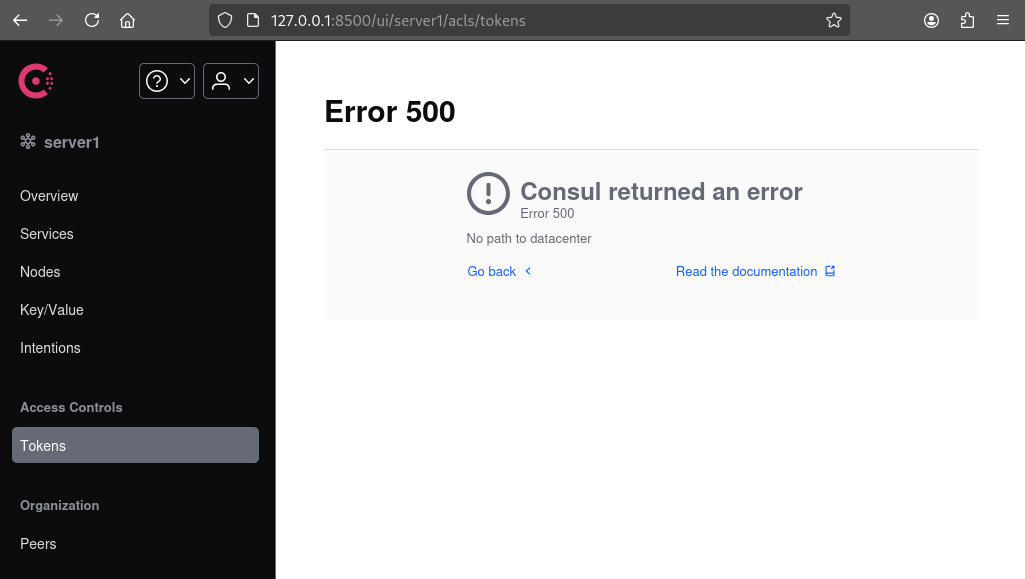 127.0.0.1:8500/ui/server1/acls/tokens
server1
Overview
Services
Nodes
Key/Value
Intentions
Access Controls
Tokens
Organization
Peers
Error 500
Consul returned an error
Error 500
No path to datacenter
Go back
Read the documentation